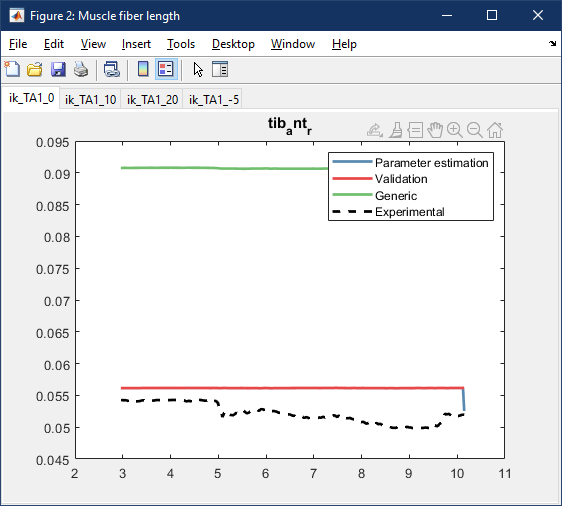 Figure 2: Muscle fiber length
File Edit View Insert Tools Desktop Window Help
ik_TA1_0 ik_TA1_10 ik_TA1_20 ik_TA1_-5
tib_ant_r
0.095
0.09
0.085
0.08
0.075
0.07
0.065
0.06
0.055
0.05
0.045
2 3 4 5 6 7 8 9 10 11
Parameter estimation
Validation
Generic
Experimental